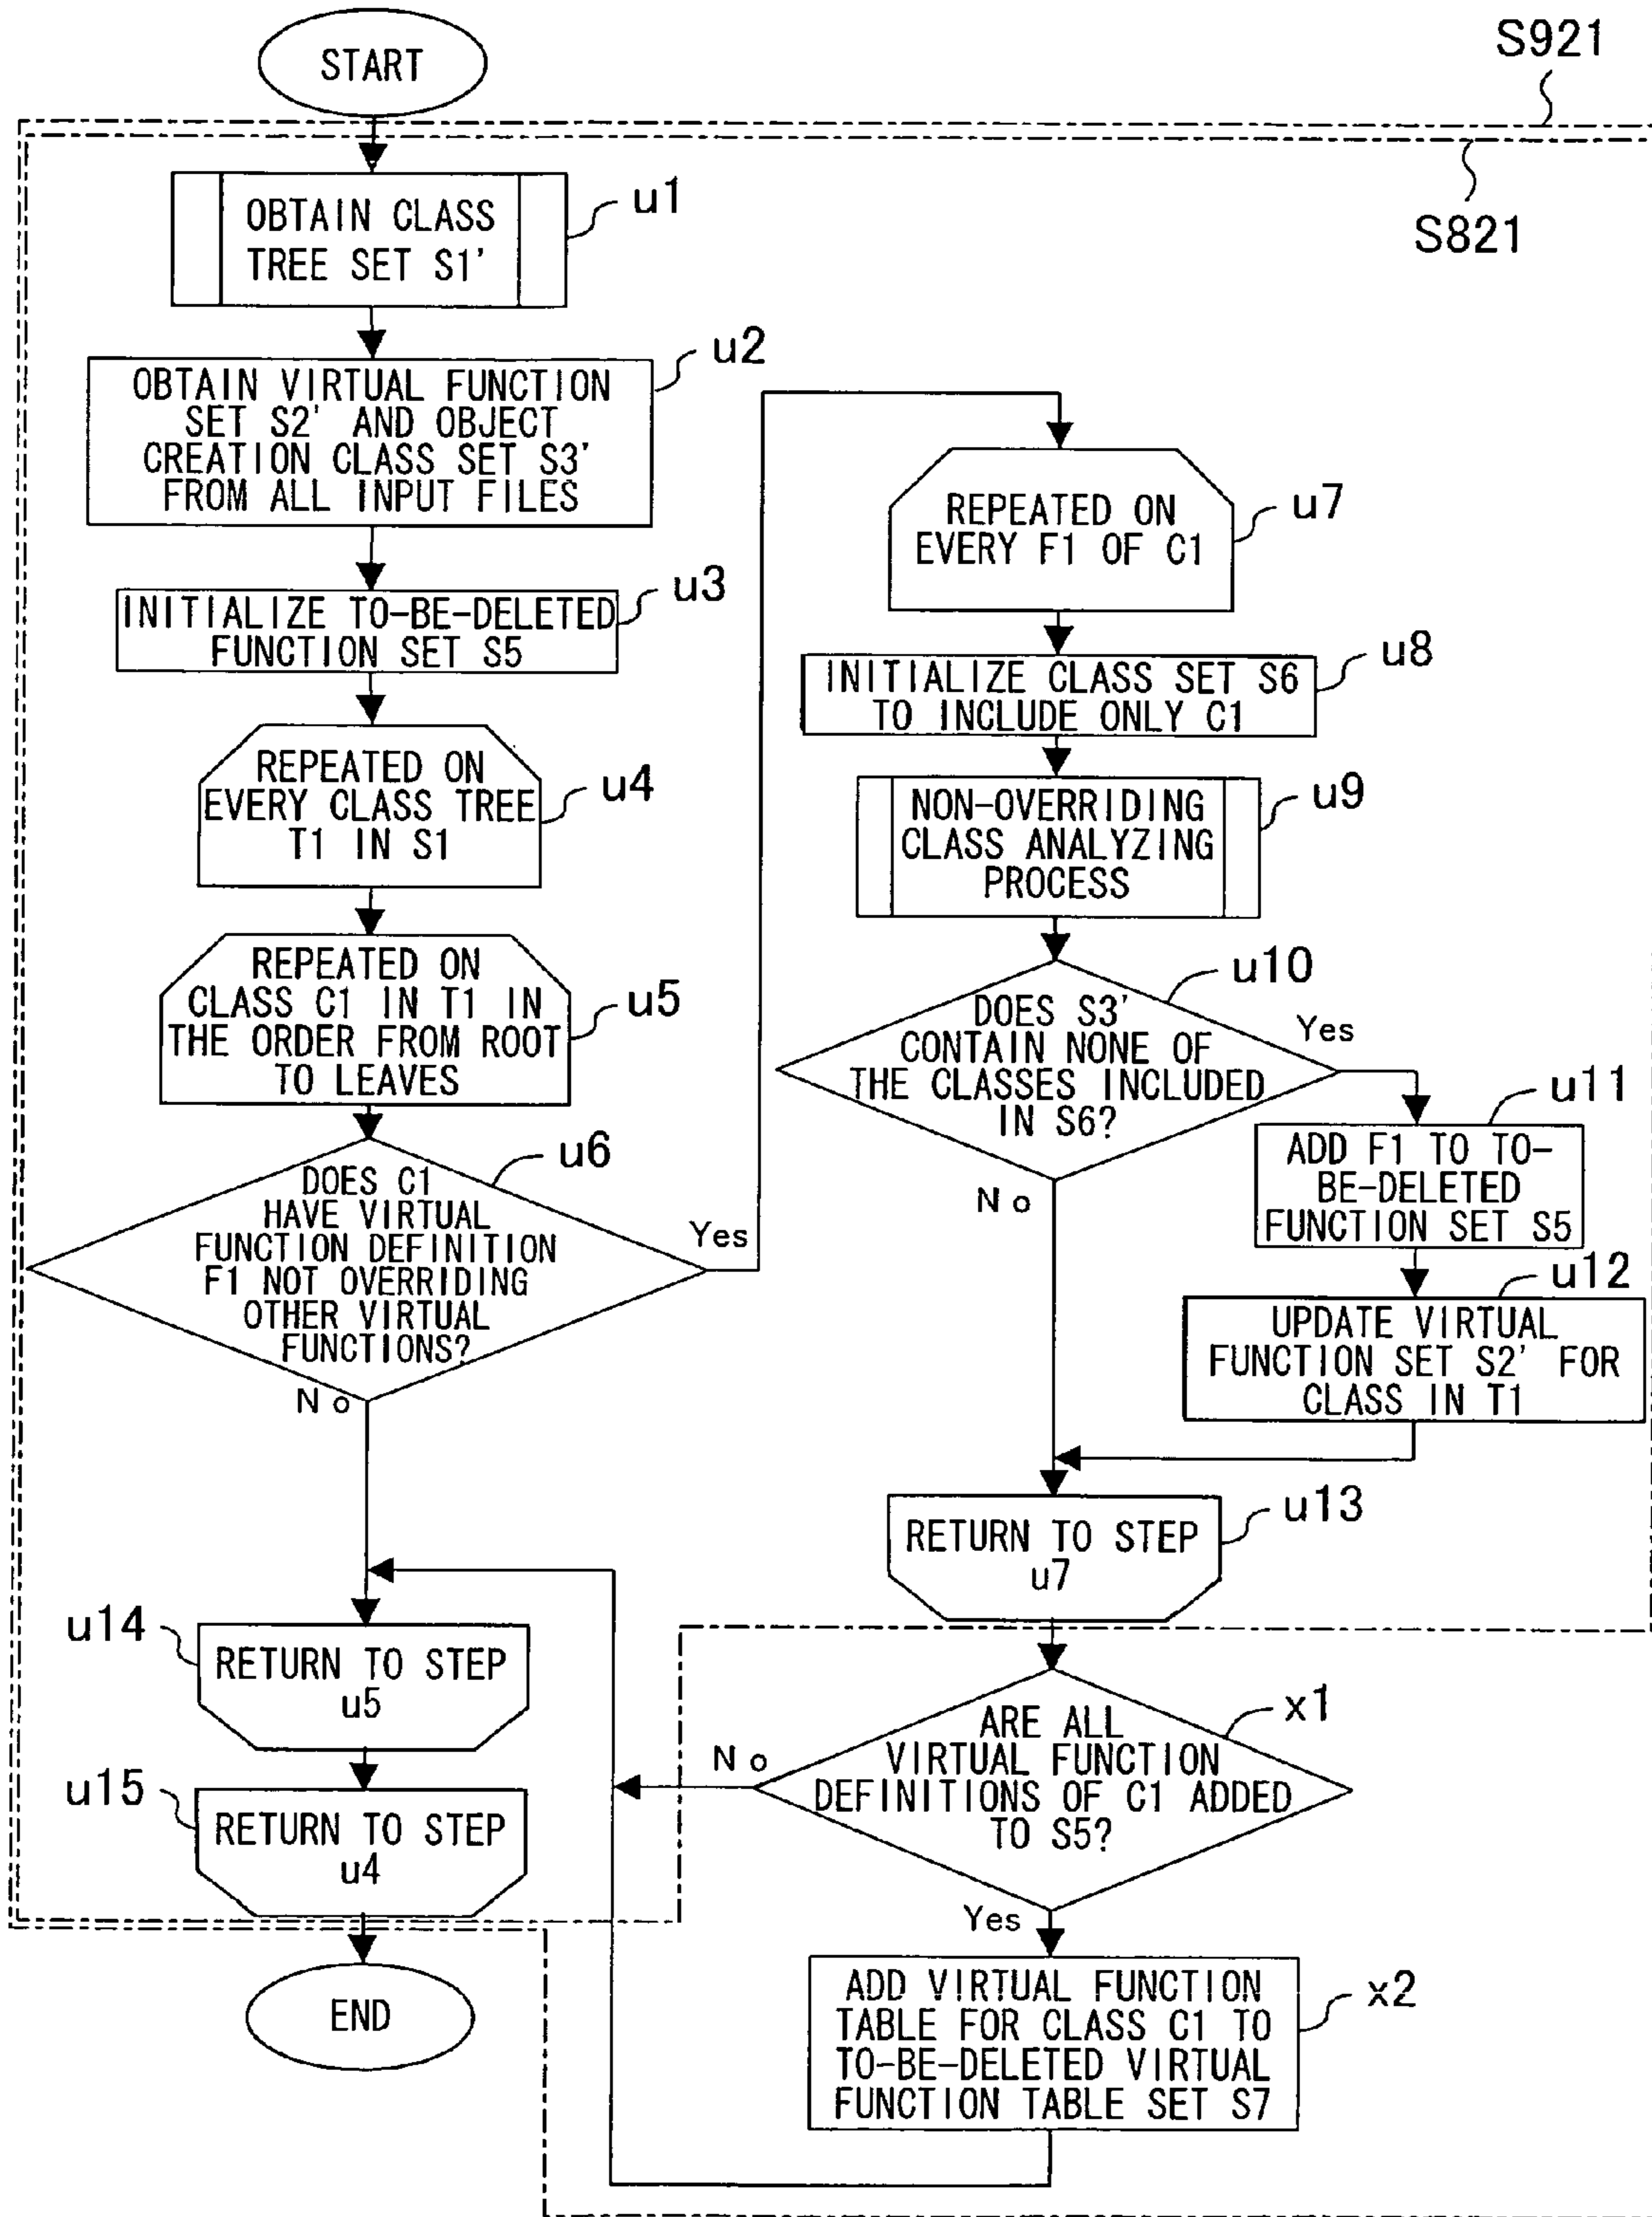 START
S921
S821
OBTAIN CLASS
TREE SET S1'
u1
OBTAIN VIRTUAL FUNCTION
SET S2' AND OBJECT
CREATION CLASS SET S3'
FROM ALL INPUT FILES
u2
INITIALIZE TO-BE-DELETED
FUNCTION SET S5
u3
REPEATED ON
EVERY CLASS TREE
T1 IN S1
u4
REPEATED ON
CLASS C1 IN T1 IN
THE ORDER FROM ROOT
TO LEAVES
u5
DOES C1
HAVE VIRTUAL
FUNCTION DEFINITION
F1 NOT OVERRIDING
OTHER VIRTUAL
FUNCTIONS?
u6
Yes
No
REPEATED ON
EVERY F1 OF C1
u7
INITIALIZE CLASS SET S6
TO INCLUDE ONLY C1
u8
NON-OVERRIDING
CLASS ANALYZING
PROCESS
u9
DOES S3'
CONTAIN NONE OF
THE CLASSES INCLUDED
IN S6?
u10
Yes
No
ADD F1 TO TO-
BE-DELETED
FUNCTION SET S5
u11
UPDATE VIRTUAL
FUNCTION SET S2' FOR
CLASS IN T1
u12
RETURN TO STEP
u7
u13
u14
RETURN TO STEP
u5
u15
RETURN TO STEP
u4
END
ARE ALL
VIRTUAL FUNCTION
DEFINITIONS OF C1 ADDED
TO S5?
x1
No
Yes
ADD VIRTUAL FUNCTION
TABLE FOR CLASS C1 TO
TO-BE-DELETED VIRTUAL
FUNCTION TABLE SET S7
x2